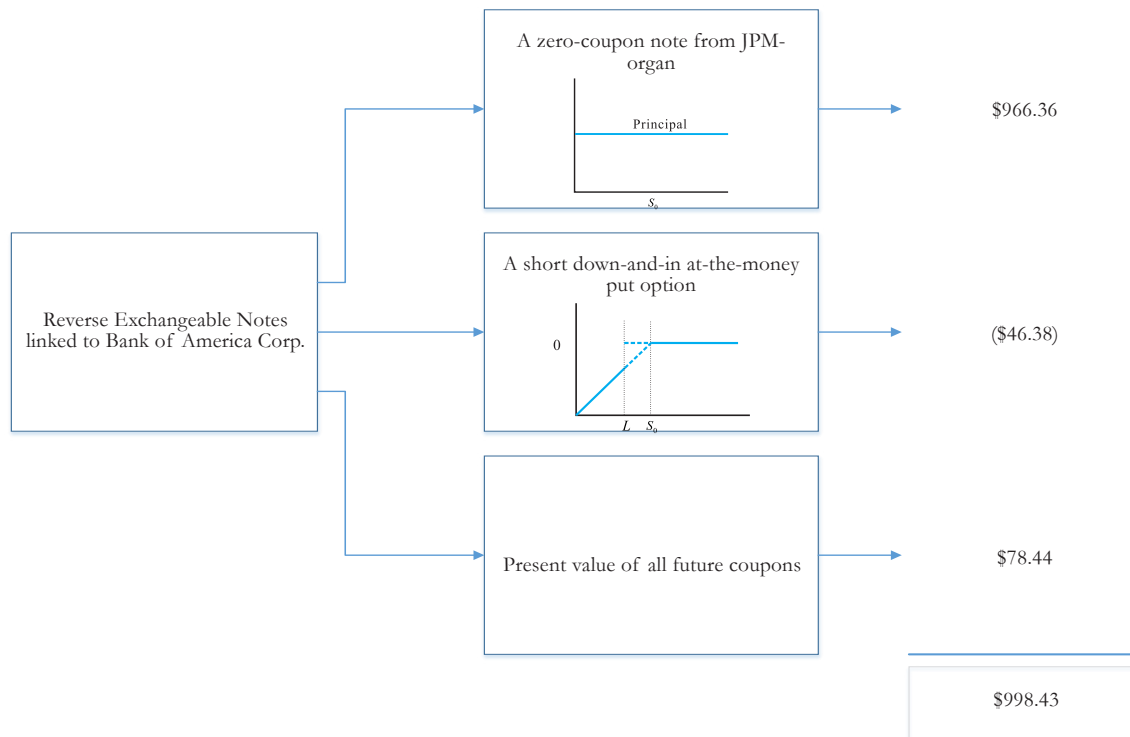 A zero-coupon note from JPM-
organ
Principal
S₀
$966.36
Reverse Exchangeable Notes
linked to Bank of America Corp.
A short down-and-in at-the-money
put option
0
L S₀
($46.38)
Present value of all future coupons
$78.44
$998.43